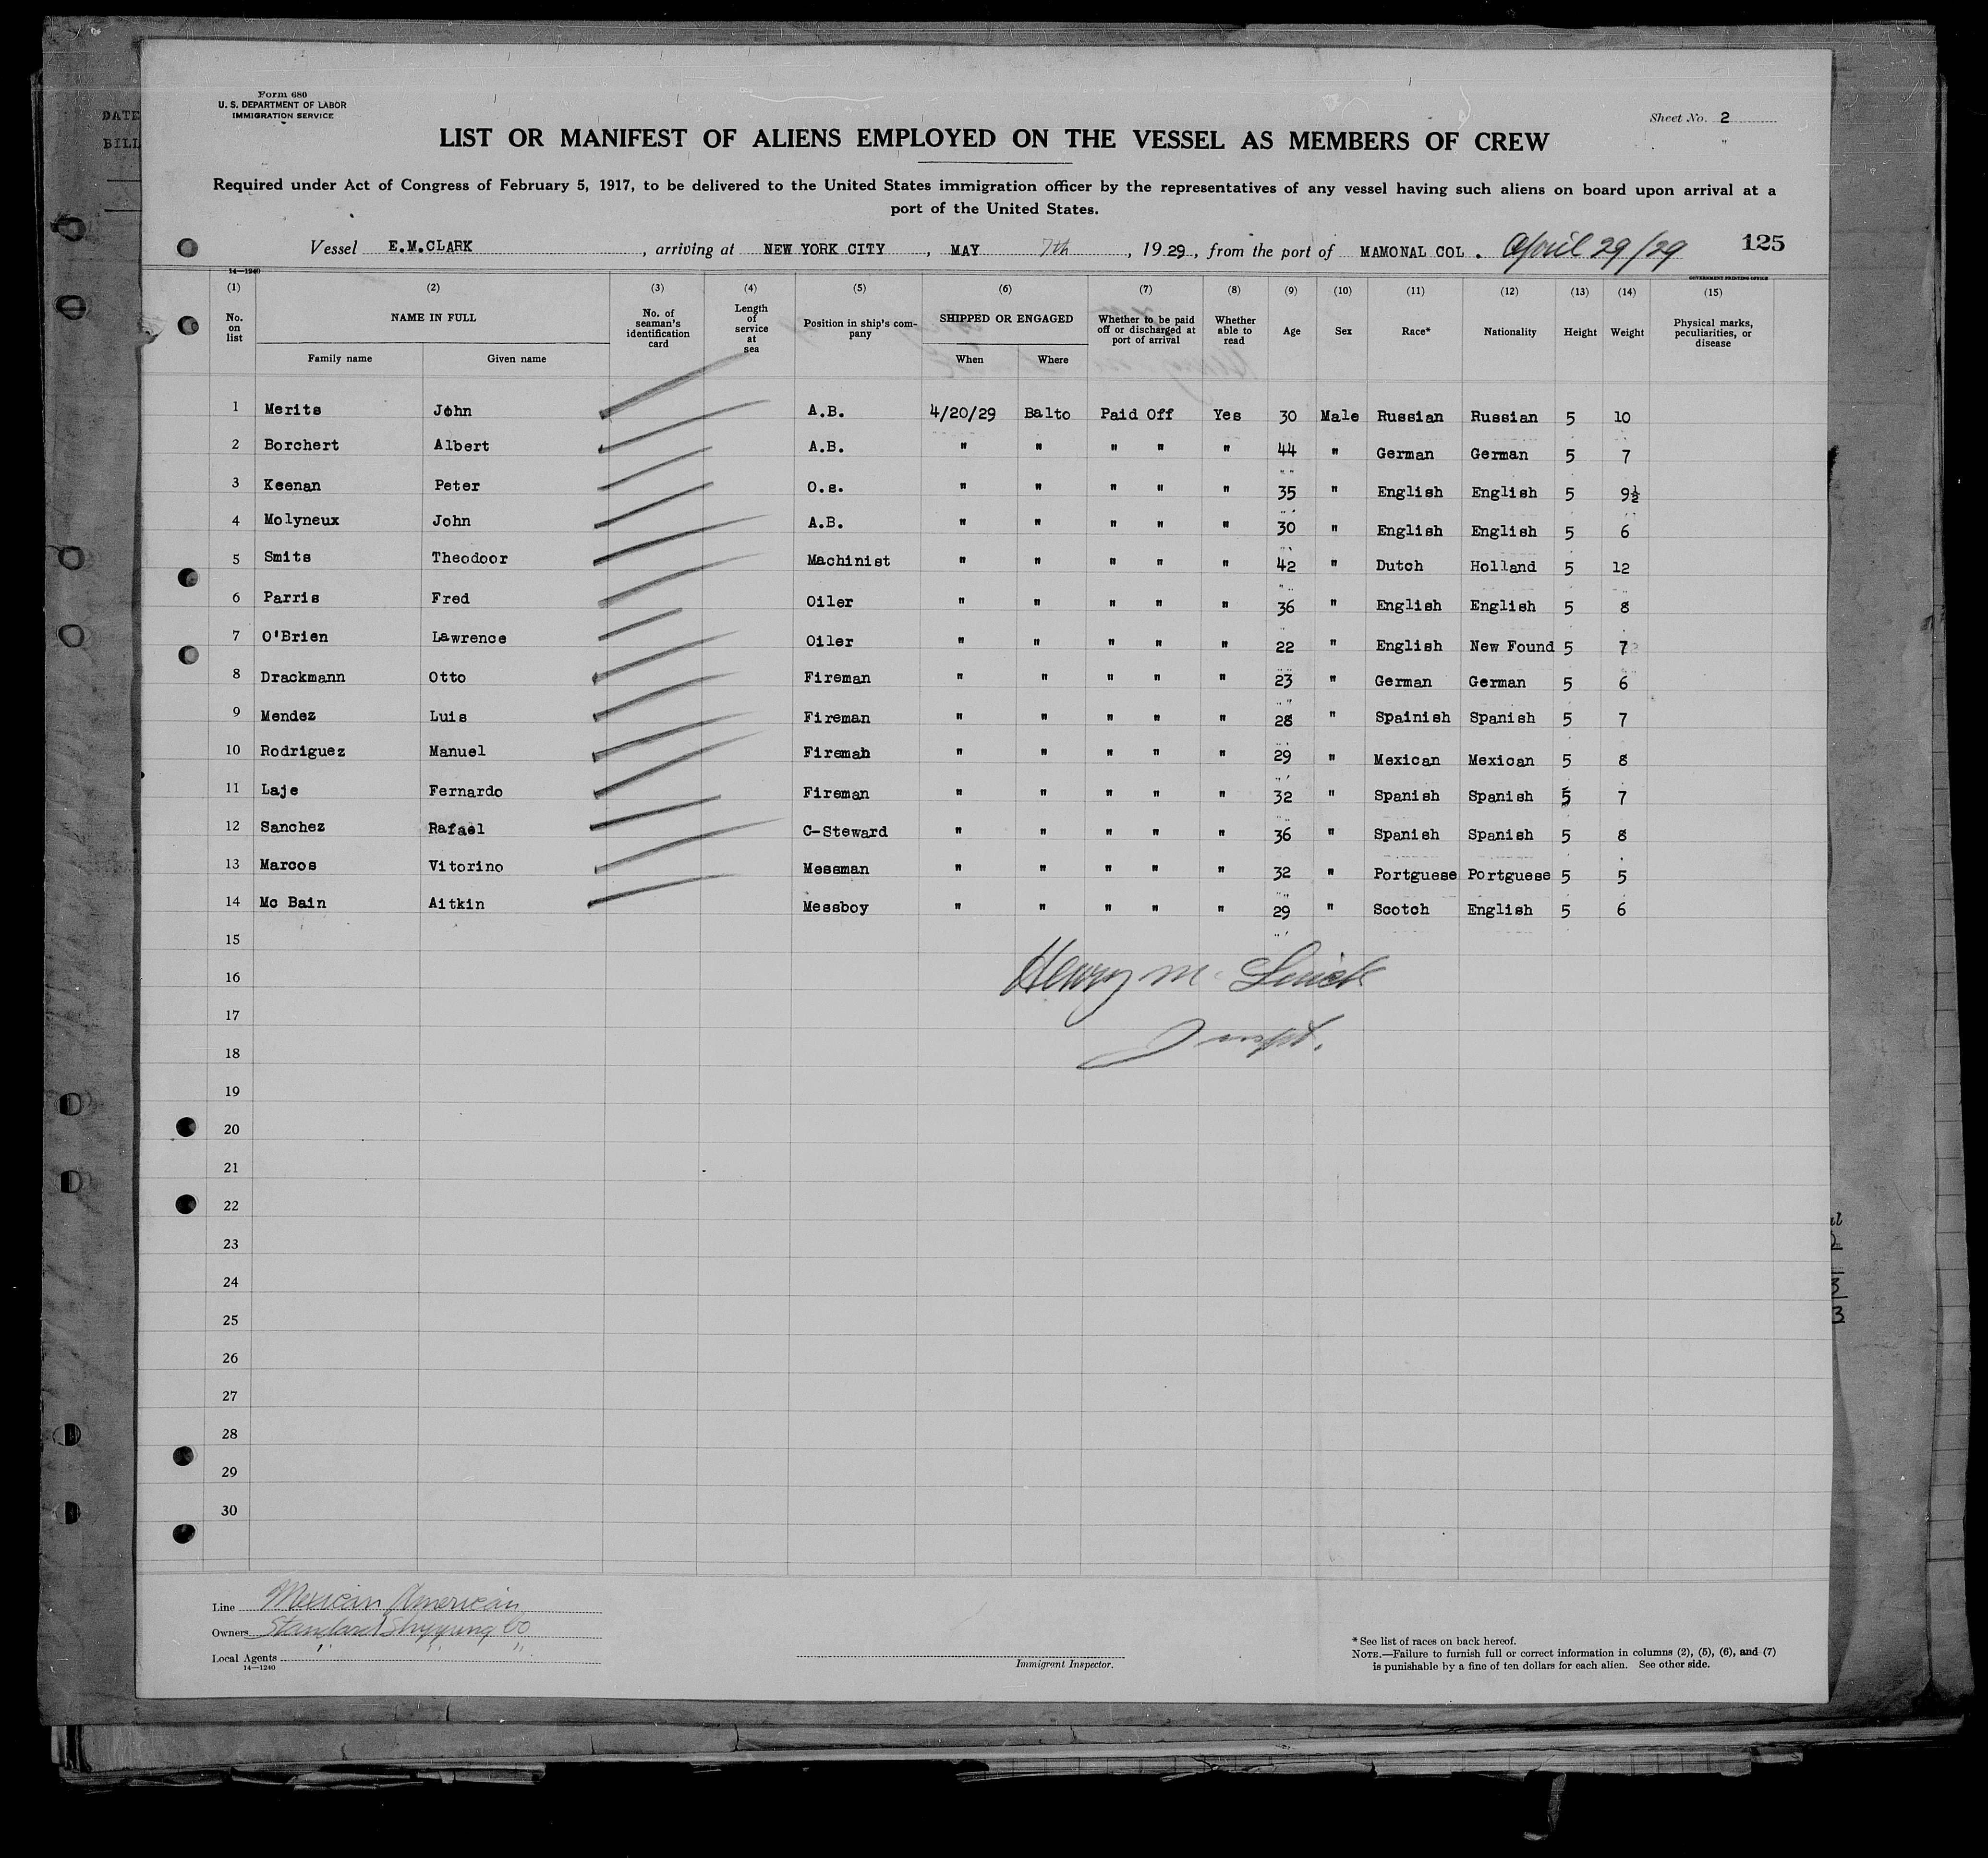 DATE
BILL
Form 680
U. S. DEPARTMENT OF LABOR
IMMIGRATION SERVICE
Sheet No. 2
LIST OR MANIFEST OF ALIENS EMPLOYED ON THE VESSEL AS MEMBERS OF CREW
Required under Act of Congress of February 5, 1917, to be delivered to the United States immigration officer by the representatives of any vessel having such aliens on board upon arrival at a
port of the United States.
Vessel E.M.CLARK, arriving at NEW YORK CITY, MAY 7th, 1929, from the port of MAMONAL COL. April 29/29 125
14—1240 GOVERNMENT PRINTING OFFICE
(1) (2) (3) (4) (5) (6) (7) (8) (9) (10) (11) (12) (13) (14) (15)
No. on list NAME IN FULL No. of seaman's identification card Length of service at sea Position in ship's company SHIPPED OR ENGAGED Whether to be paid off or discharged at port of arrival Whether able to read Age Sex Race* Nationality Height Weight Physical marks, peculiarities, or disease
Family name Given name When Where
1 Merits John A.B. 4/20/29 Balto Paid Off Yes 30 Male Russian Russian 5 10
2 Borchert Albert A.B. " " " " " 44 " German German 5 7
3 Keenan Peter O.s. " " " " " 35 " English English 5 9½
4 Molyneux John A.B. " " " " " 30 " English English 5 6
5 Smits Theodoor Machinist " " " " " 42 " Dutch Holland 5 12
6 Parris Fred Oiler " " " " " 36 " English English 5 8
7 O'Brien Lawrence Oiler " " " " " 22 " English New Found 5 7
8 Drackmann Otto Fireman " " " " " 23 " German German 5 6
9 Mendez Luis Fireman " " " " " 28 " Spainish Spanish 5 7
10 Rodriguez Manuel Fireman " " " " " 29 " Mexican Mexican 5 8
11 Laje Fernardo Fireman " " " " " 32 " Spanish Spanish 5 7
12 Sanchez Rafael C-Steward " " " " " 36 " Spanish Spanish 5 8
13 Marcos Vitorino Messman " " " " " 32 " Portguese Portguese 5 5
14 Mc Bain Aitkin Messboy " " " " " 29 " Scotch English 5 6
15
16 Henry M.
17
18 Inspt.
19
20
21
22
23
24
25
26
27
28
29
30
Line Mexican American
Owners Standard Shipping Co
Local Agents " " "
14—1240
Immigrant Inspector.
* See list of races on back hereof.
NOTE.—Failure to furnish full or correct information in columns (2), (5), (6), and (7)
is punishable by a fine of ten dollars for each alien. See other side.